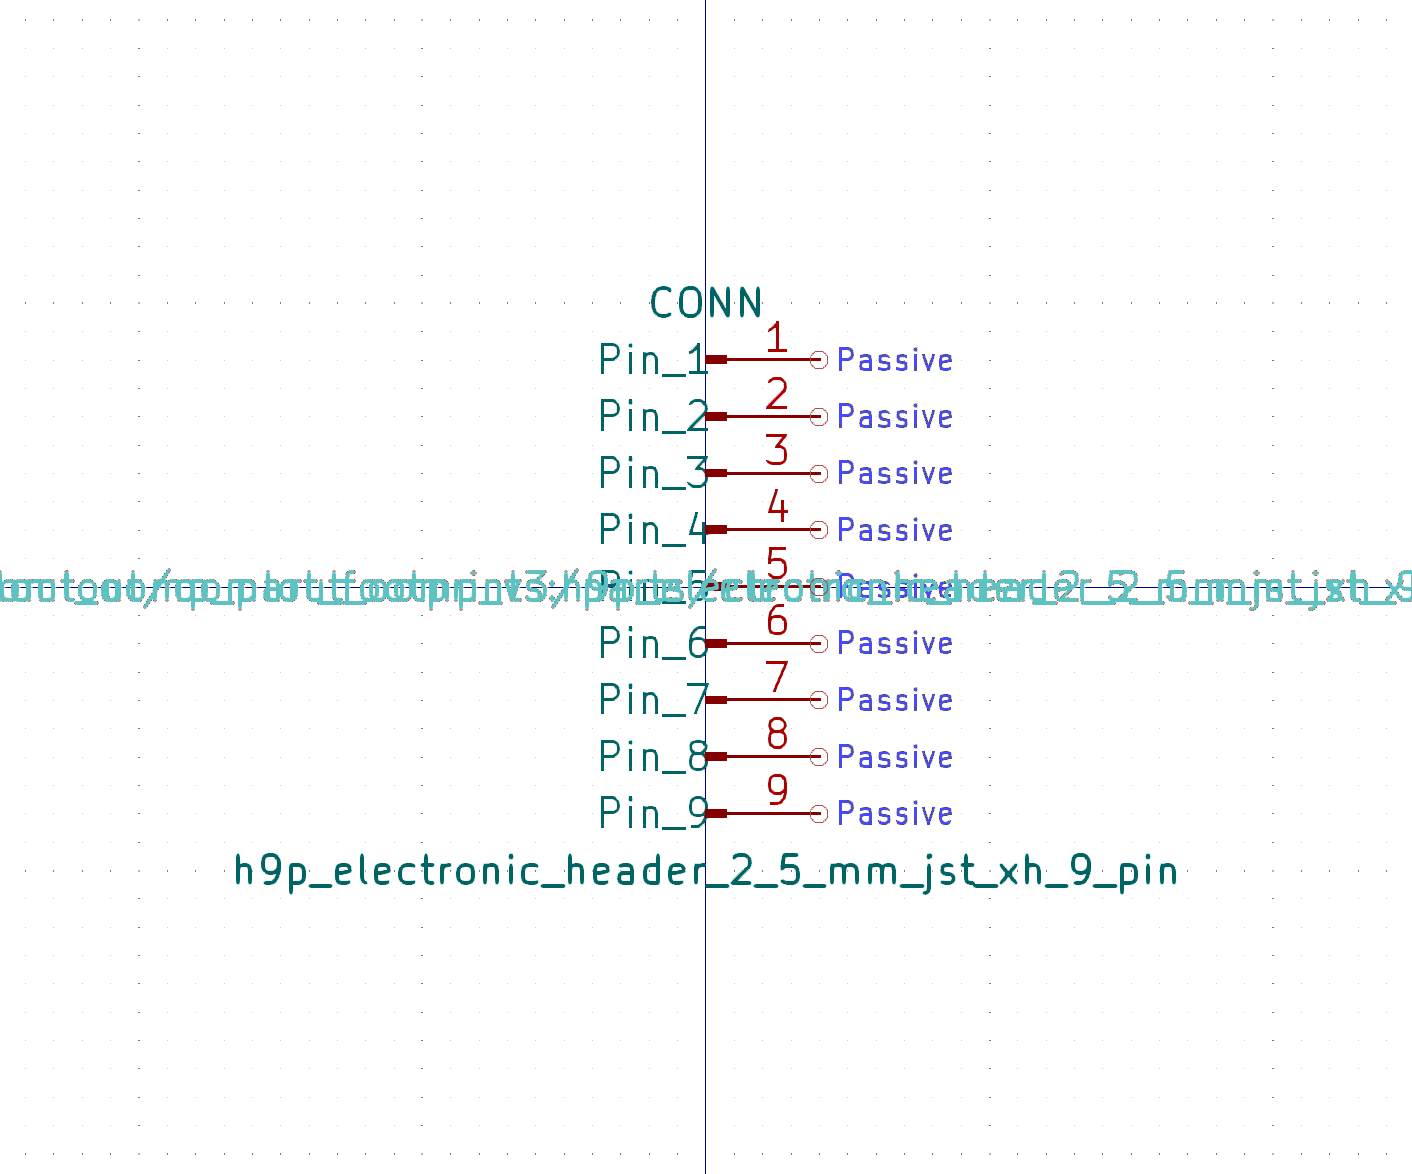 CONN
Pin_1 1 Passive
Pin_2 2 Passive
Pin_3 3 Passive
Pin_4 4 Passive
Pin_5 5 Passive
Pin_6 6 Passive
Pin_7 7 Passive
Pin_8 8 Passive
Pin_9 9 Passive
h9p_electronic_header_2_5_mm_jst_xh_9_pin